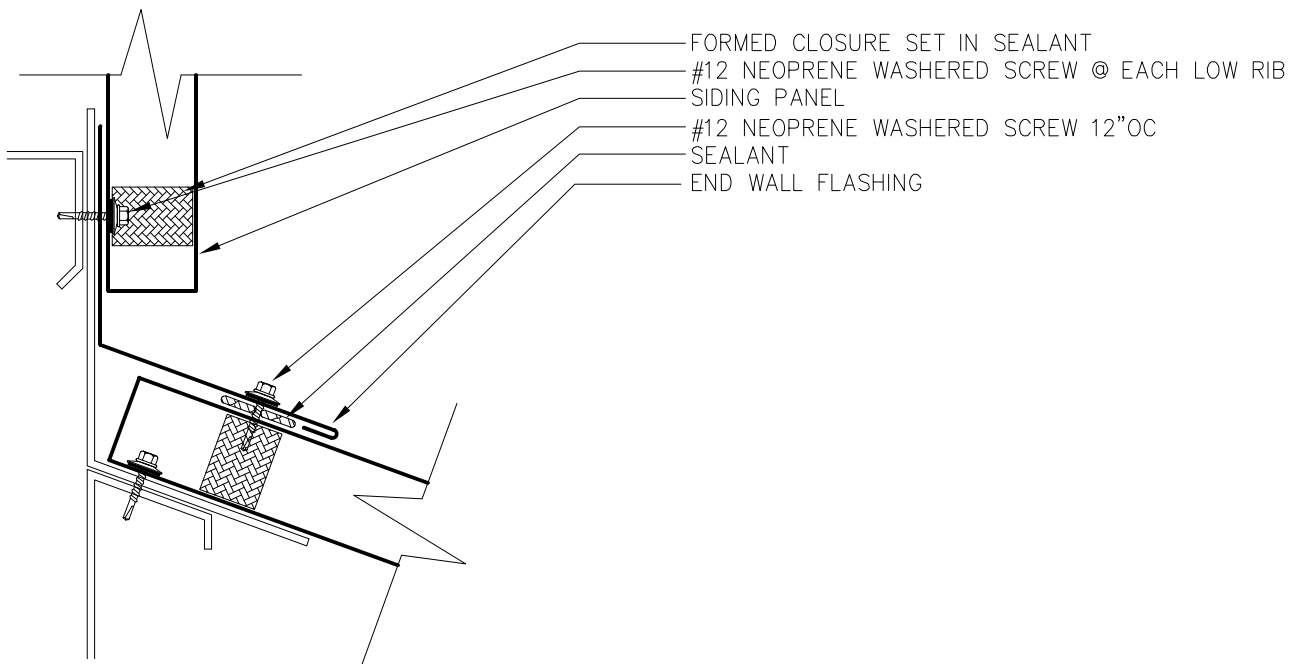 FORMED CLOSURE SET IN SEALANT
#12 NEOPRENE WASHERED SCREW @ EACH LOW RIB
SIDING PANEL
#12 NEOPRENE WASHERED SCREW 12"OC
SEALANT
END WALL FLASHING